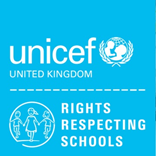 unicef
UNITED KINGDOM
RIGHTS
RESPECTING
SCHOOLS